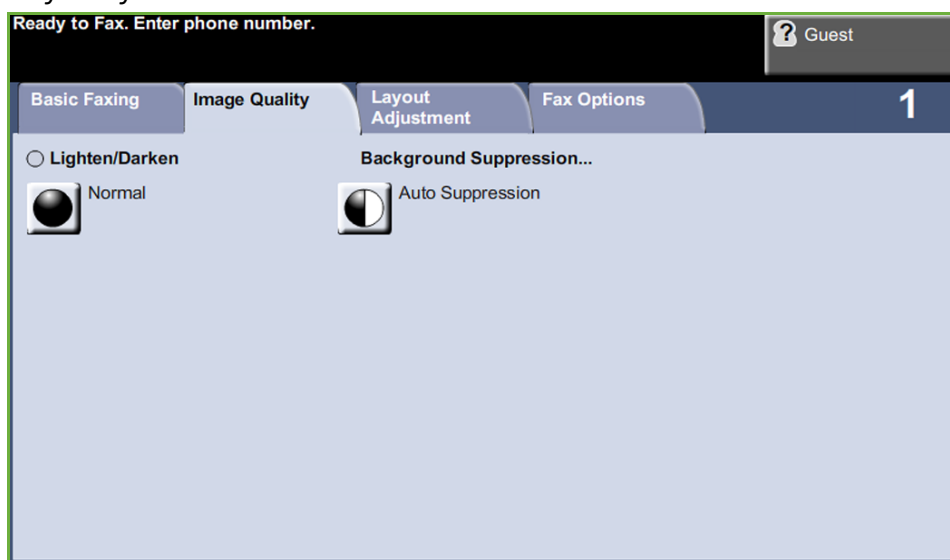 Ready to Fax. Enter phone number.
? Guest
Basic Faxing
Image Quality
Layout
Adjustment
Fax Options
1
Lighten/Darken
Background Suppression...
Normal
Auto Suppression